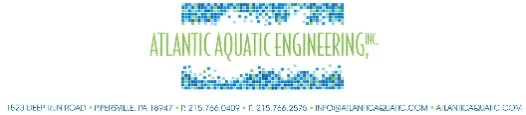 ATLANTIC AQUATIC ENGINEERING, INC.
1523 DEEP RUN ROAD • PIPERSVILLE, PA 18947 • P. 215.766.0409 • F. 215.766.2575 • INFO@ATLANTICAQUATIC.COM • ATLANTICAQUATIC.COM